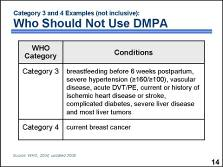 Category 3 and 4 Examples (not inclusive):
Who Should Not Use DMPA
WHO
Category
Conditions
Category 3
breastfeeding before 6 weeks postpartum,
severe hypertension (≥160/≥100), vascular
disease, acute DVT/PE, current or history of
ischemic heart disease or stroke,
complicated diabetes, severe liver disease
and most liver tumors
Category 4
current breast cancer
Source: WHO, 2004; updated 2008.
14